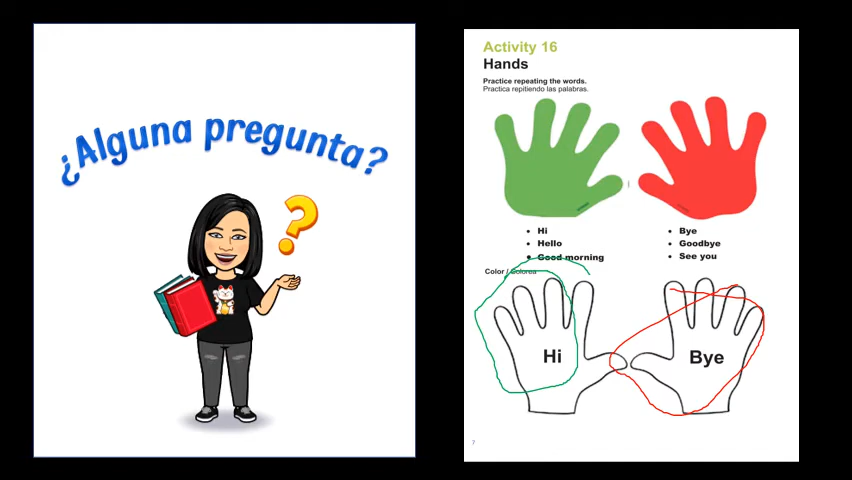 ¿Alguna pregunta?
?
Activity 16
Hands
Practice repeating the words.
Practica repitiendo las palabras.
• Hi
• Hello
• Good morning
• Bye
• Goodbye
• See you
Color / Colorea
Hi
Bye
7